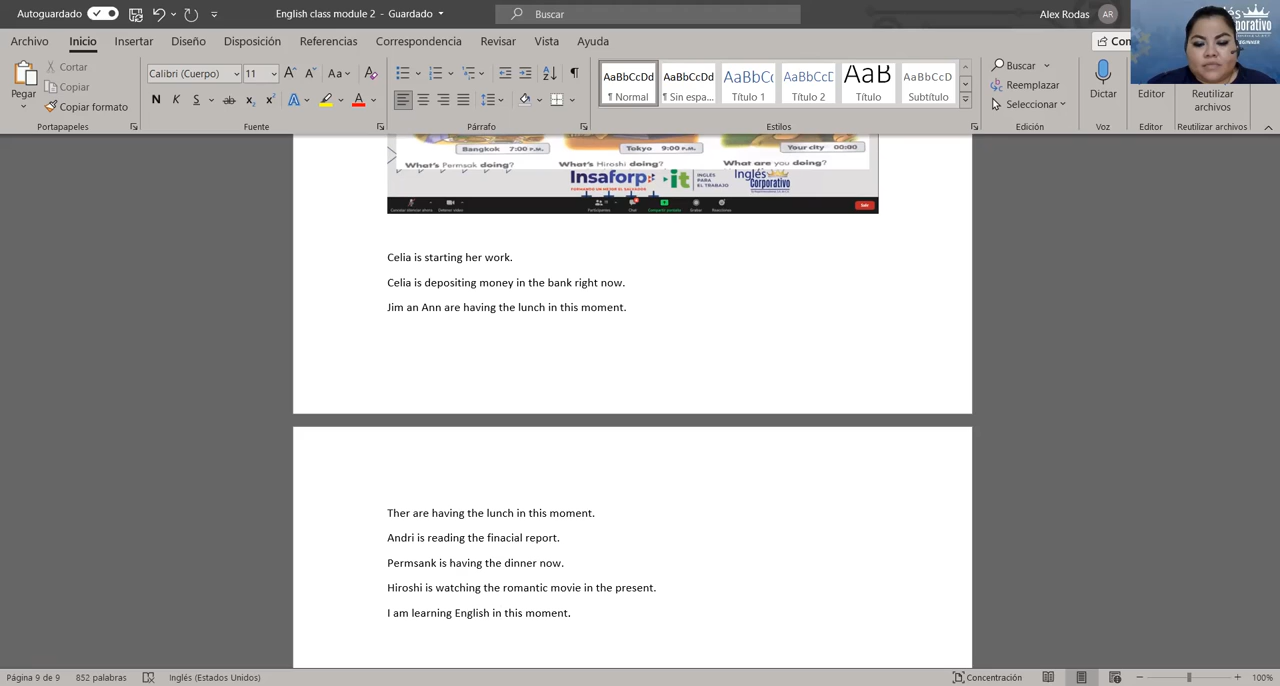 Autoguardado
English class module 2 - Guardado
Buscar
Alex Rodas
AR
Archivo Inicio Insertar Diseño Disposición Referencias Correspondencia Revisar Vista Ayuda
Pegar
Cortar
Copiar
Copiar formato
Portapapeles
Calibri (Cuerpo) 11
Fuente
Párrafo
AaBbCcDd AaBbCcDd AaBbCc AaBbCcD AaB AaBbCcD
¶ Normal ¶ Sin espa... Título 1 Título 2 Título Subtítulo
Estilos
Buscar
Reemplazar
Seleccionar
Edición
Dictar
Voz
Editor
Editor
Reutilizar
archivos
Reutilizar archivos
Bangkok 7:00 P.M. Tokyo 9:00 P.M. Your city 00:00
What's Permsak doing? What's Hiroshi doing? What are you doing?
Insaforp
it
INGLÉS
PARA
EL TRABAJO
Inglés
Corporativo
Celia is starting her work.
Celia is depositing money in the bank right now.
Jim an Ann are having the lunch in this moment.
Ther are having the lunch in this moment.
Andri is reading the finacial report.
Permsank is having the dinner now.
Hiroshi is watching the romantic movie in the present.
I am learning English in this moment.
Página 9 de 9 852 palabras Inglés (Estados Unidos)
Concentración
100%